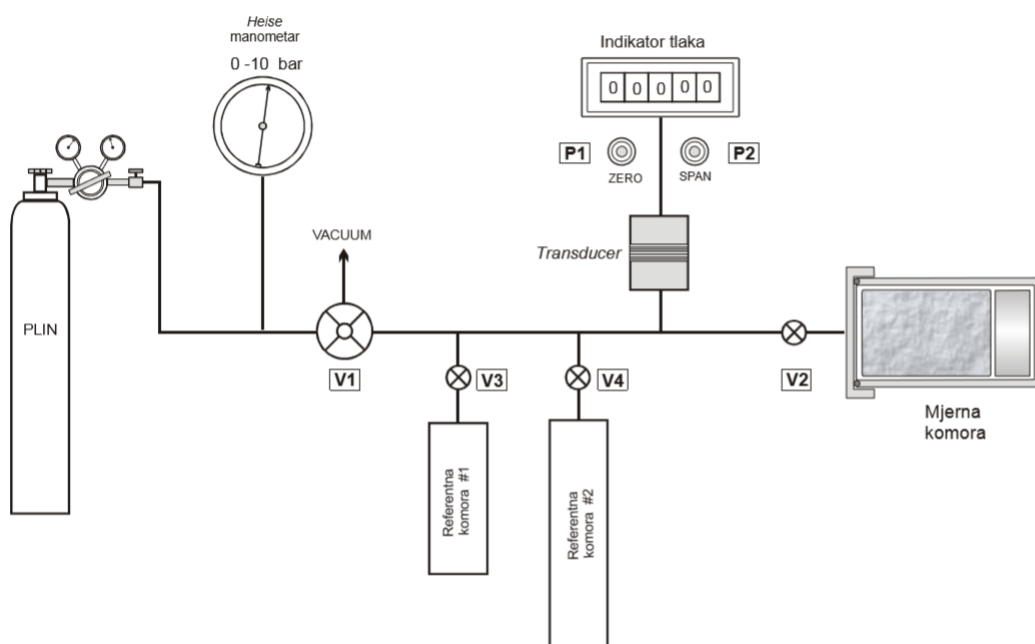 Heise
manometar
0 -10 bar
Indikator tlaka
0 0 0 0 0
P1
P2
ZERO
SPAN
VACUUM
Transducer
PLIN
V1
V3
V4
V2
Mjerna
komora
Referentna
komora #1
Referentna
komora #2